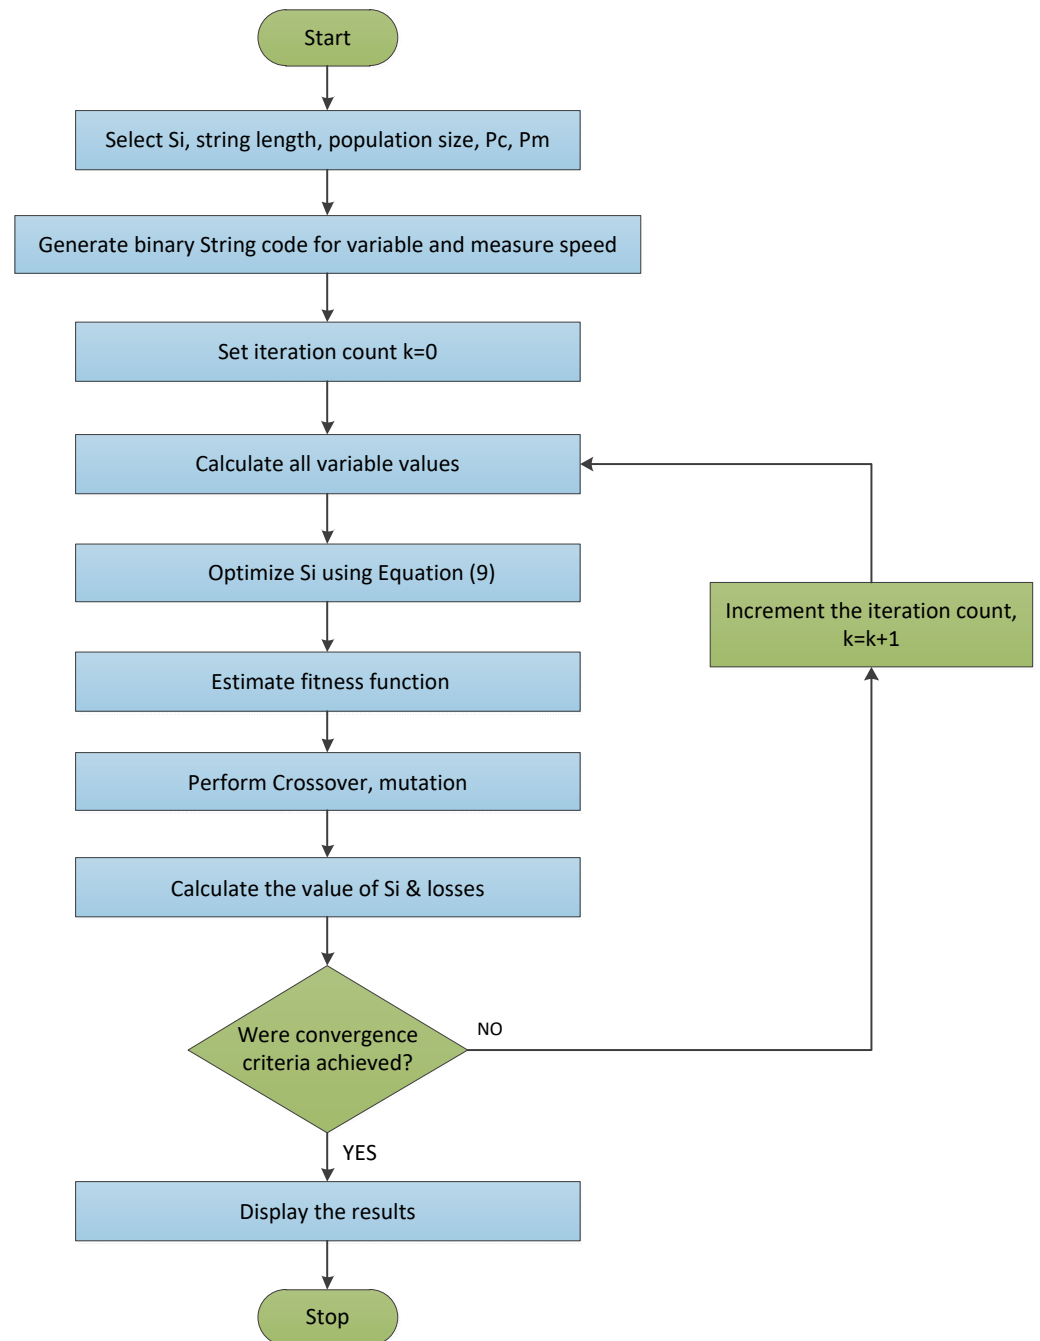 Start
Select Si, string length, population size, Pc, Pm
Generate binary String code for variable and measure speed
Set iteration count k=0
Calculate all variable values
Optimize Si using Equation (9)
Increment the iteration count,
k=k+1
Estimate fitness function
Perform Crossover, mutation
Calculate the value of Si & losses
Were convergence
criteria achieved?
NO
YES
Display the results
Stop